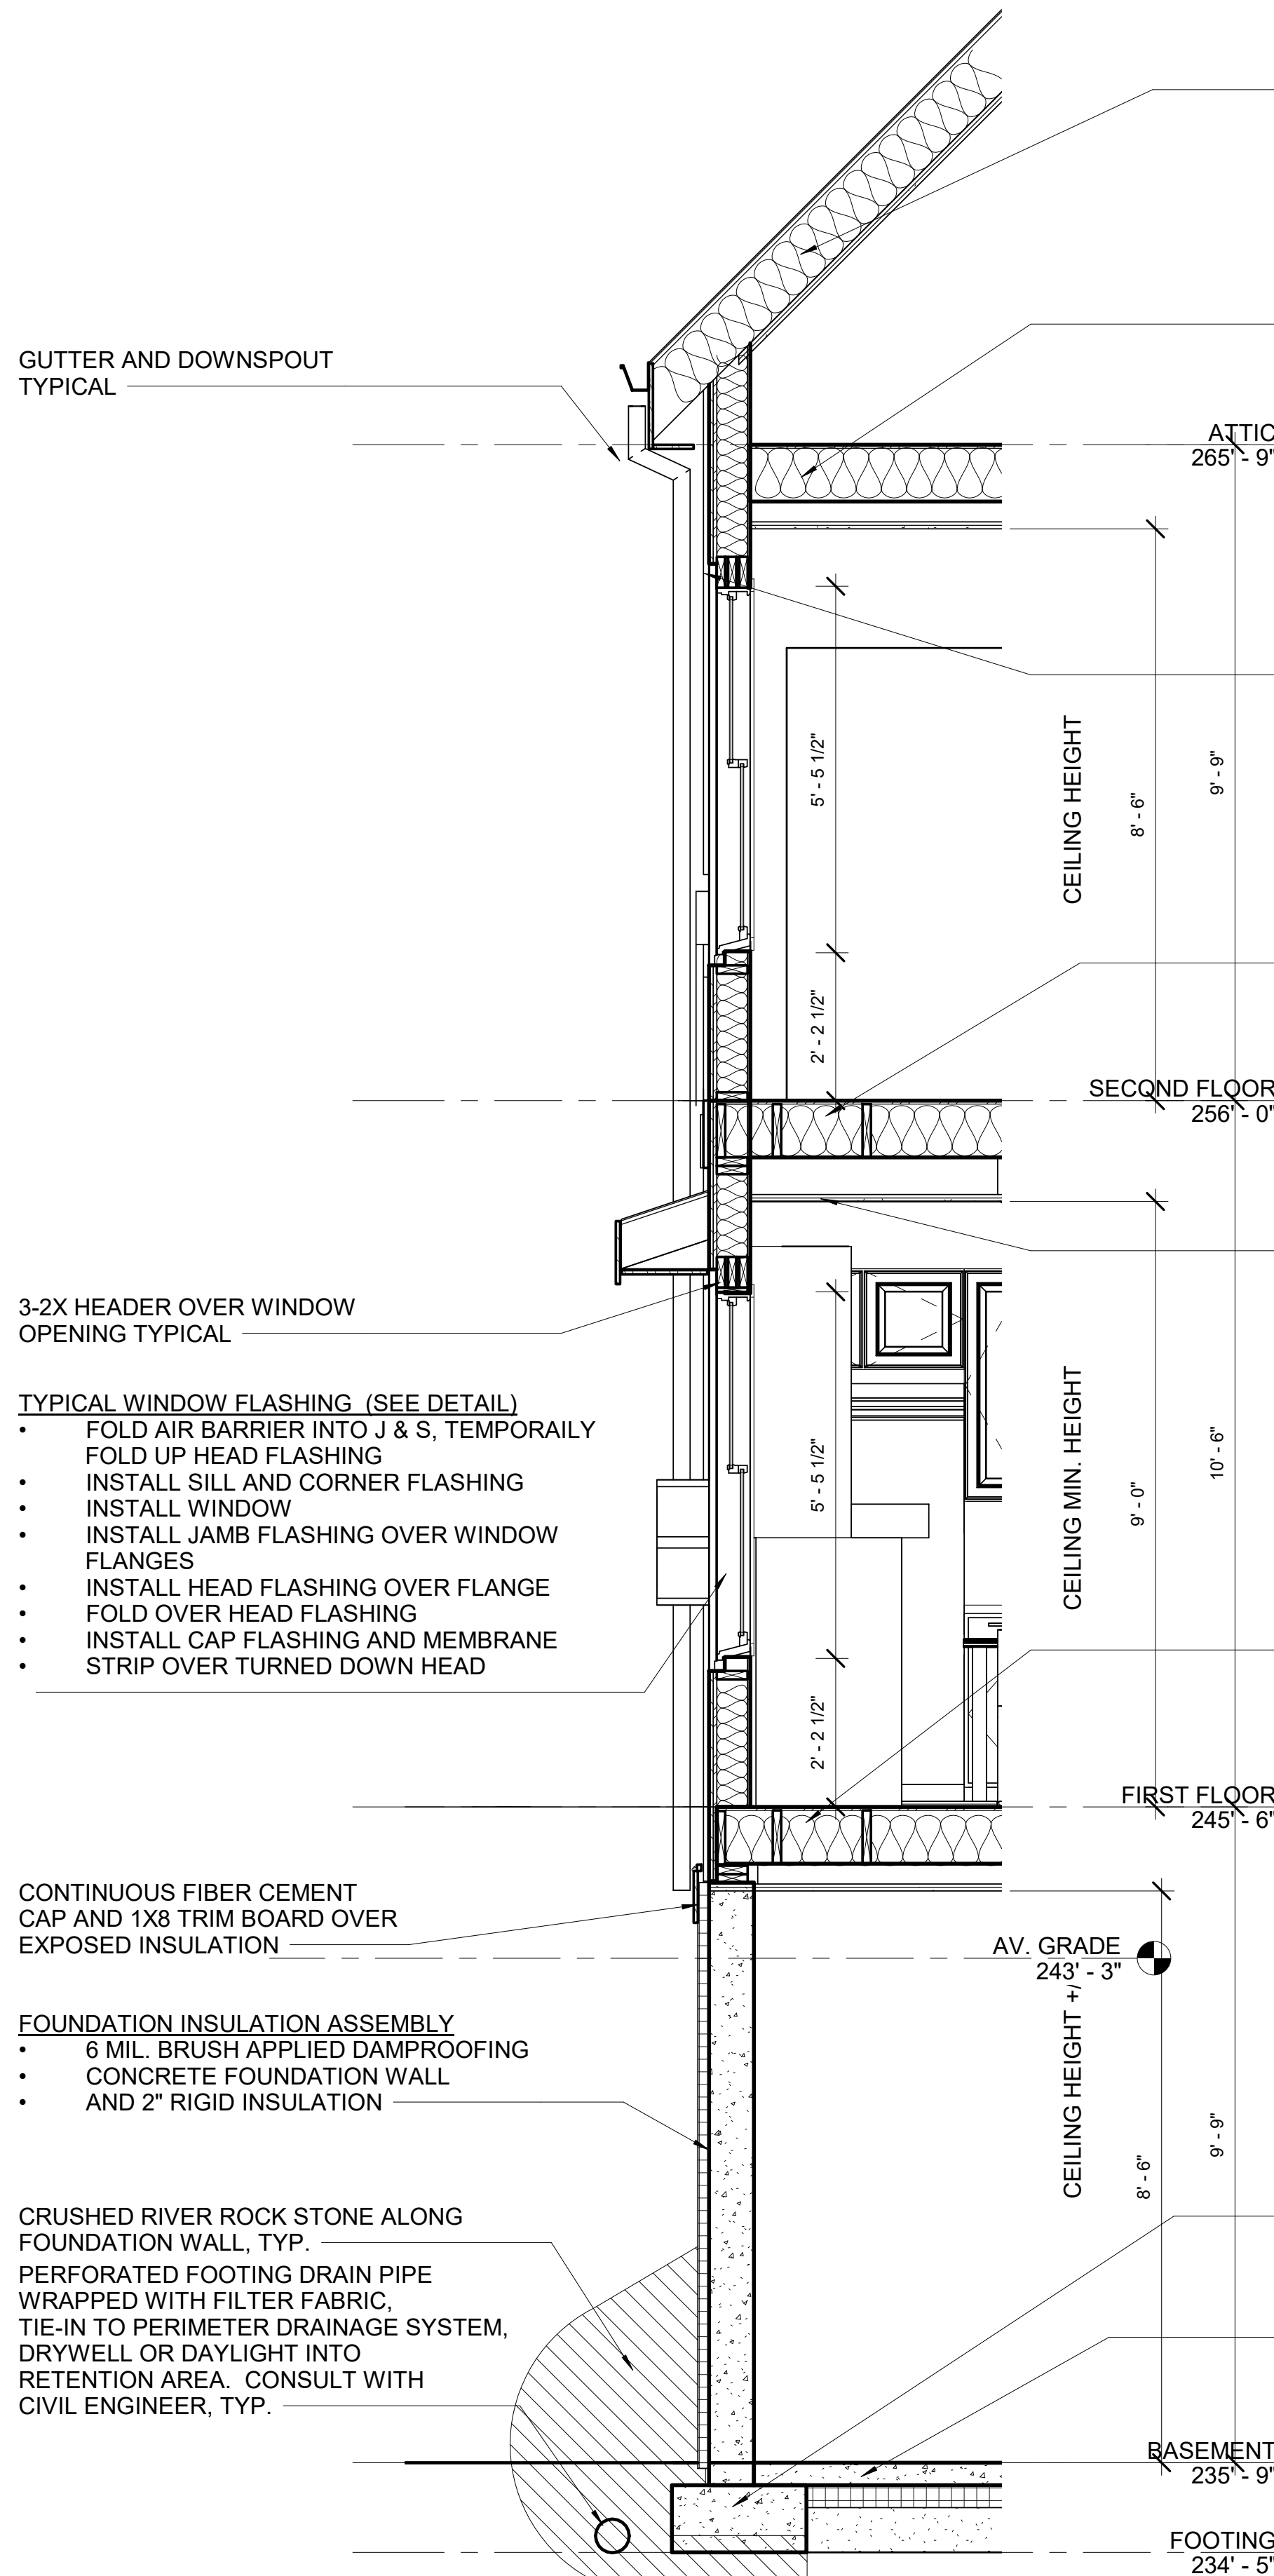 GUTTER AND DOWNSPOUT
TYPICAL
ATTIC
265' - 9"
5' - 5 1/2"
CEILING HEIGHT
8' - 6"
9' - 9"
2' - 2 1/2"
SECOND FLOOR
256' - 0"
3-2X HEADER OVER WINDOW
OPENING TYPICAL
TYPICAL WINDOW FLASHING (SEE DETAIL)
• FOLD AIR BARRIER INTO J & S, TEMPORAILY
FOLD UP HEAD FLASHING
• INSTALL SILL AND CORNER FLASHING
• INSTALL WINDOW
• INSTALL JAMB FLASHING OVER WINDOW
FLANGES
• INSTALL HEAD FLASHING OVER FLANGE
• FOLD OVER HEAD FLASHING
• INSTALL CAP FLASHING AND MEMBRANE
• STRIP OVER TURNED DOWN HEAD
5' - 5 1/2"
CEILING MIN. HEIGHT
9' - 0"
10' - 6"
2' - 2 1/2"
FIRST FLOOR
245' - 6"
CONTINUOUS FIBER CEMENT
CAP AND 1X8 TRIM BOARD OVER
EXPOSED INSULATION
AV. GRADE
243' - 3"
FOUNDATION INSULATION ASSEMBLY
• 6 MIL. BRUSH APPLIED DAMPROOFING
• CONCRETE FOUNDATION WALL
• AND 2" RIGID INSULATION
CEILING HEIGHT +/
8' - 6"
9' - 9"
CRUSHED RIVER ROCK STONE ALONG
FOUNDATION WALL, TYP.
PERFORATED FOOTING DRAIN PIPE
WRAPPED WITH FILTER FABRIC,
TIE-IN TO PERIMETER DRAINAGE SYSTEM,
DRYWELL OR DAYLIGHT INTO
RETENTION AREA. CONSULT WITH
CIVIL ENGINEER, TYP.
BASEMENT
235' - 9"
FOOTING
234' - 5"